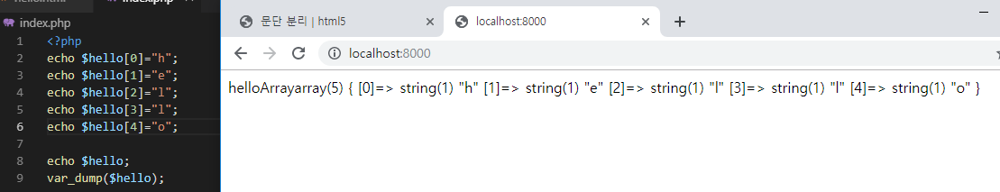 index.php
index.php
1 <?php
2 echo $hello[0]="h";
3 echo $hello[1]="e";
4 echo $hello[2]="l";
5 echo $hello[3]="l";
6 echo $hello[4]="o";
7
8 echo $hello;
9 var_dump($hello);
문단 분리 | html5
localhost:8000
localhost:8000
helloArrayarray(5) { [0]=> string(1) "h" [1]=> string(1) "e" [2]=> string(1) "l" [3]=> string(1) "l" [4]=> string(1) "o" }